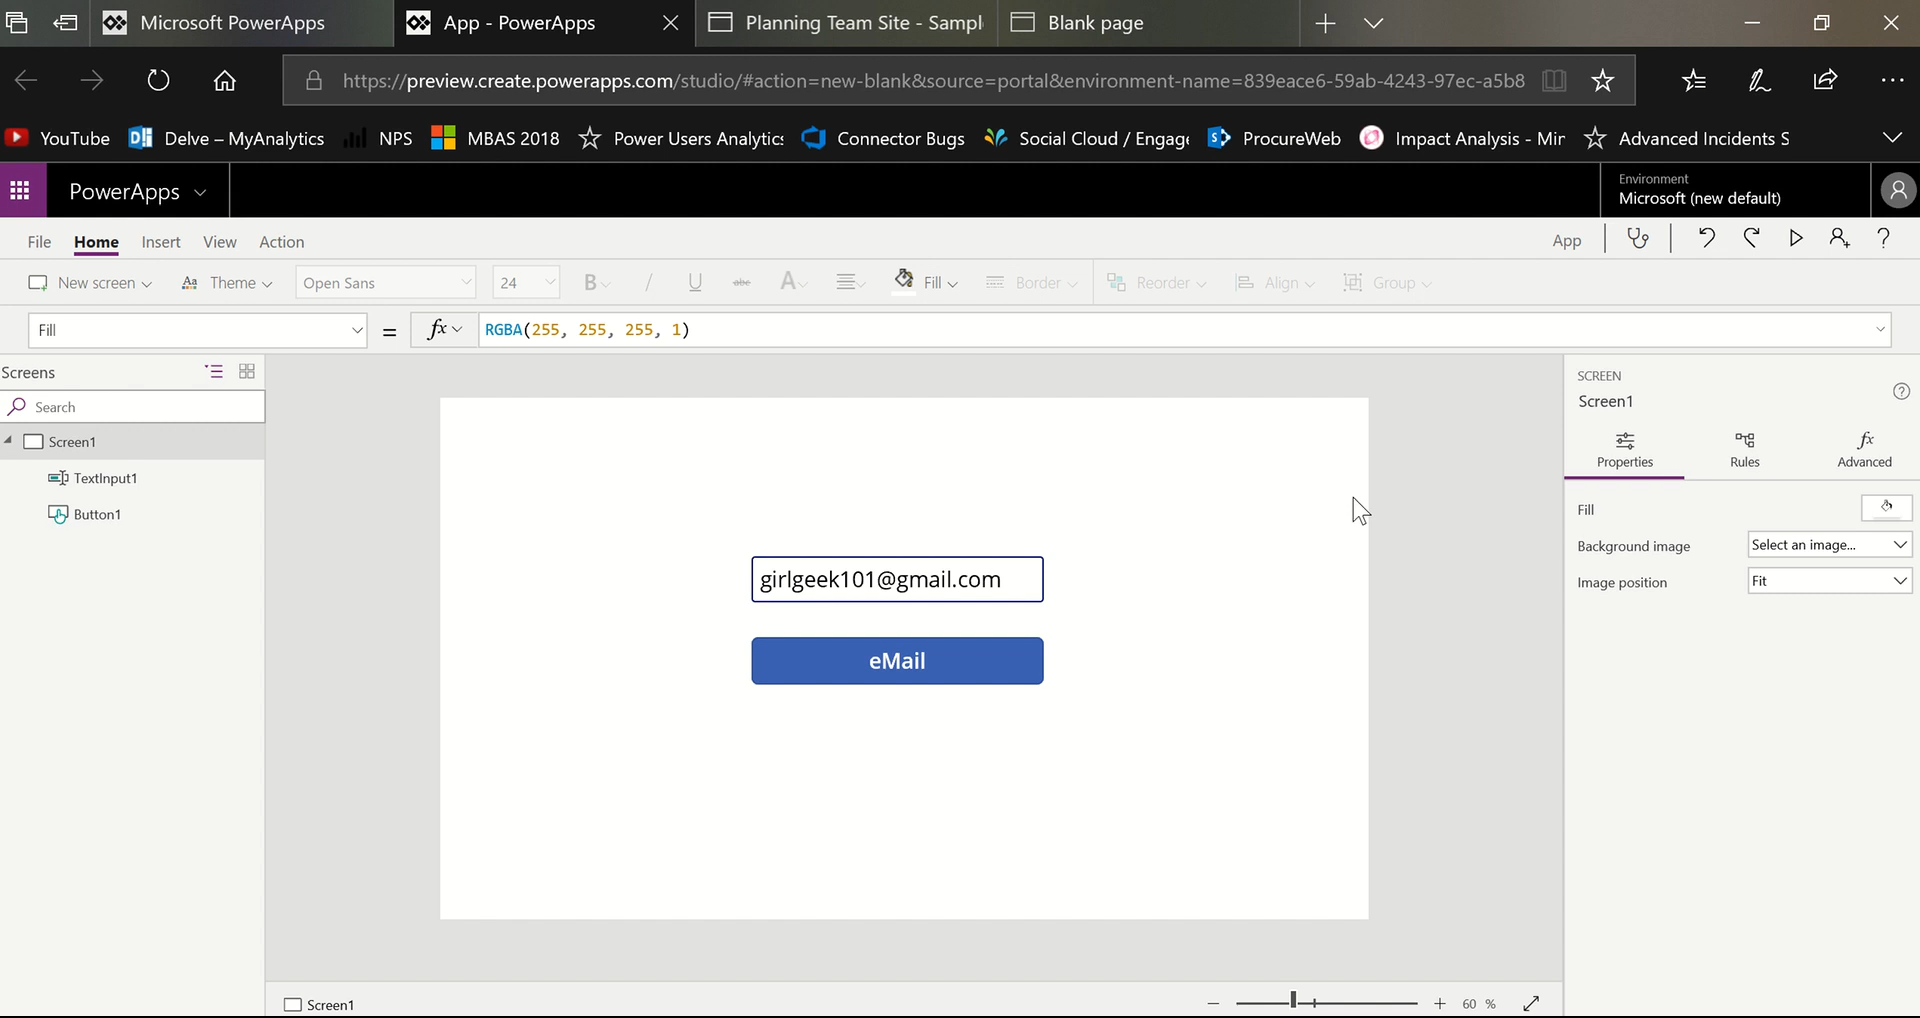 Microsoft PowerApps
App - PowerApps
Planning Team Site - Sampl
Blank page
https://preview.create.powerapps.com/studio/#action=new-blank&source=portal&environment-name=839eace6-59ab-4243-97ec-a5b8
YouTube
Delve – MyAnalytics
NPS
MBAS 2018
Power Users Analytics
Connector Bugs
Social Cloud / Engage
ProcureWeb
Impact Analysis - Mir
Advanced Incidents S
PowerApps
Environment
Microsoft (new default)
File Home Insert View Action
App
New screen
Theme
Open Sans
24
Fill
Border
Reorder
Align
Group
Fill
= fx
RGBA(255, 255, 255, 1)
Screens
Search
Screen1
TextInput1
Button1
girlgeek101@gmail.com
eMail
SCREEN
Screen1
Properties
Rules
Advanced
Fill
Background image
Select an image...
Image position
Fit
Screen1
60 %